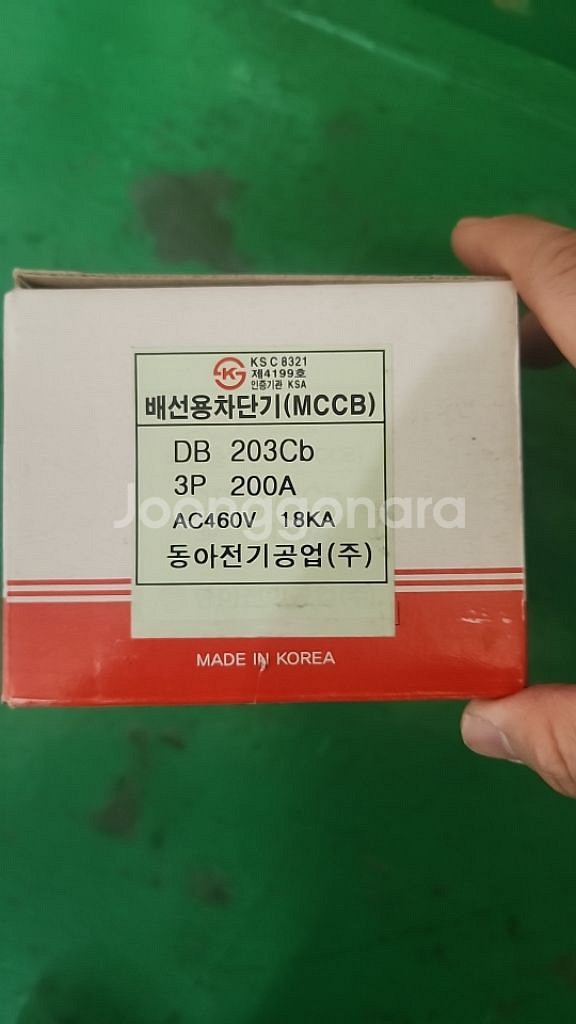 KS C 8321
제4199호
인증기관 KSA
배선용차단기(MCCB)
DB 203Cb
3P 200A
Joonggonara
AC460V 18KA
동아전기공업(주)
MADE IN KOREA